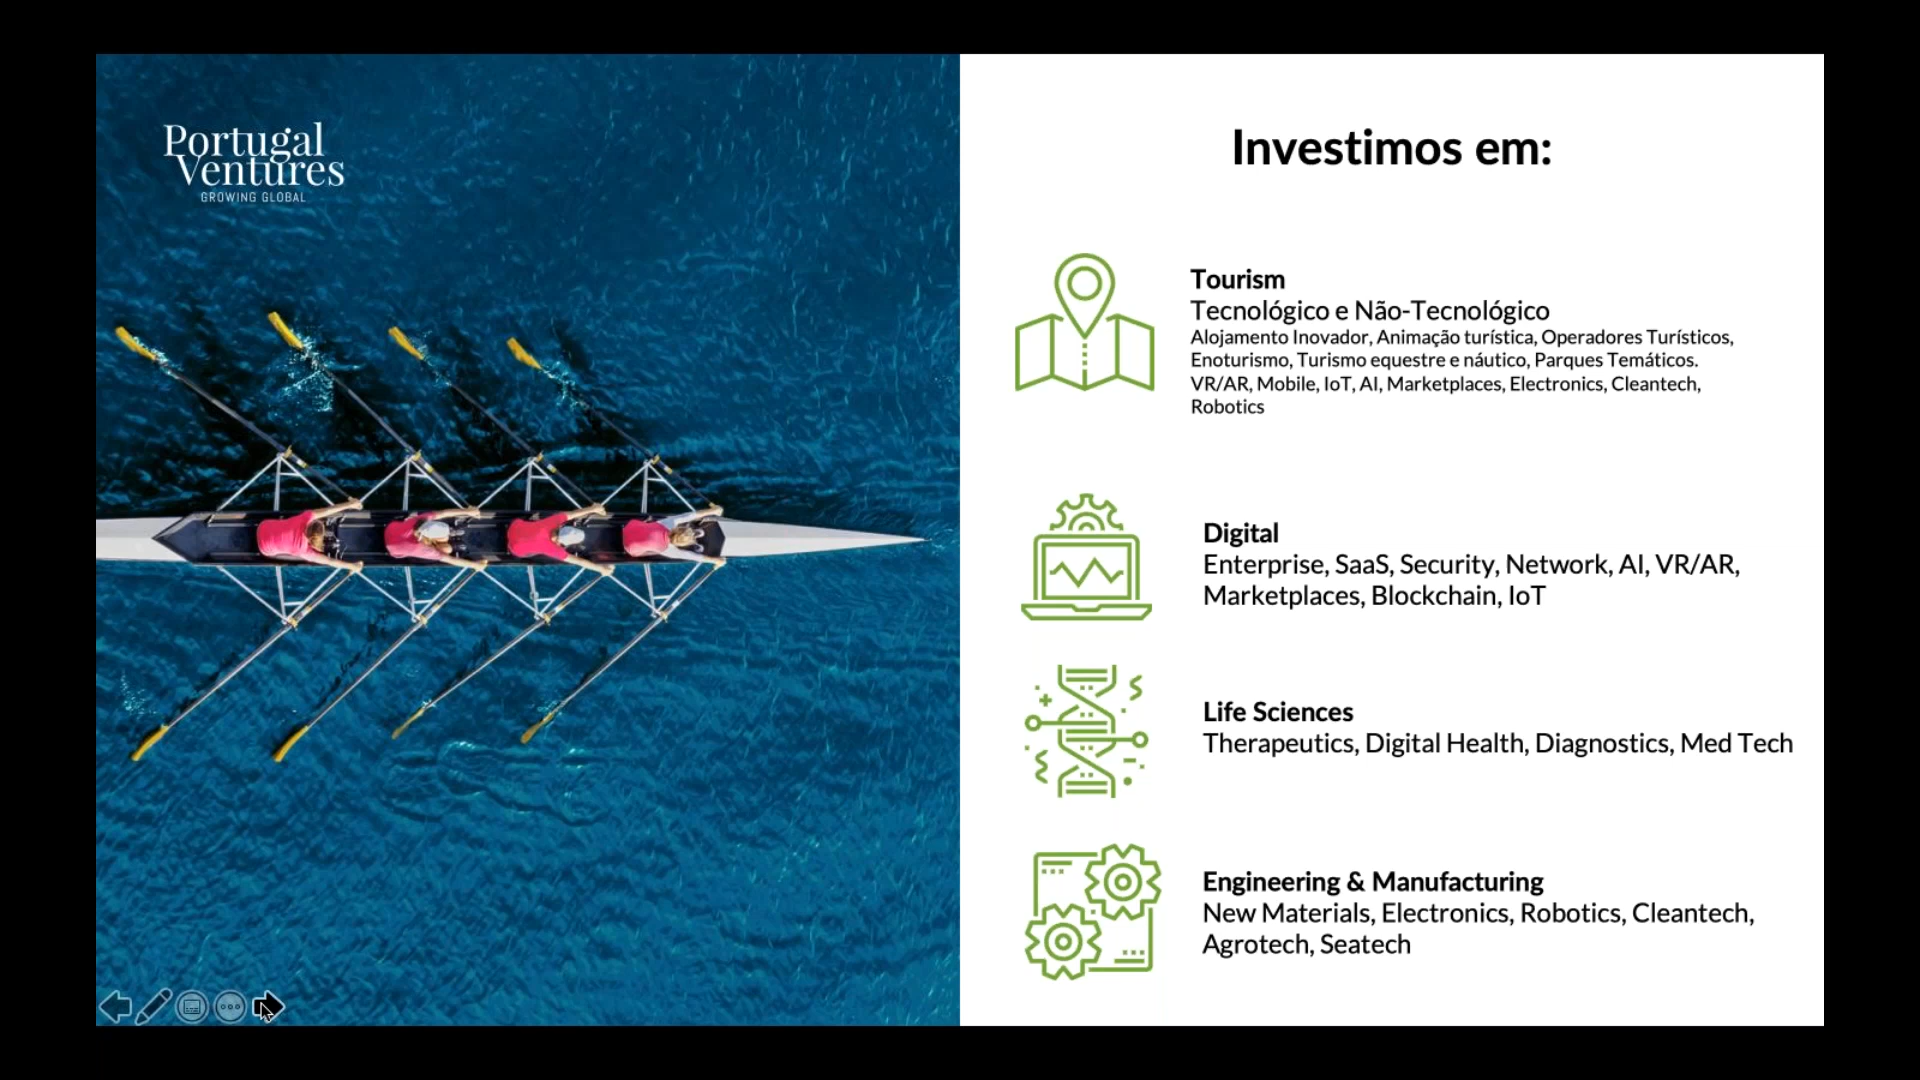 Portugal
Ventures
GROWING GLOBAL
Investimos em:
Tourism
Tecnológico e Não-Tecnológico
Alojamento Inovador, Animação turística, Operadores Turísticos,
Enoturismo, Turismo equestre e náutico, Parques Temáticos.
VR/AR, Mobile, IoT, AI, Marketplaces, Electronics, Cleantech,
Robotics
Digital
Enterprise, SaaS, Security, Network, AI, VR/AR,
Marketplaces, Blockchain, IoT
Life Sciences
Therapeutics, Digital Health, Diagnostics, Med Tech
Engineering & Manufacturing
New Materials, Electronics, Robotics, Cleantech,
Agrotech, Seatech